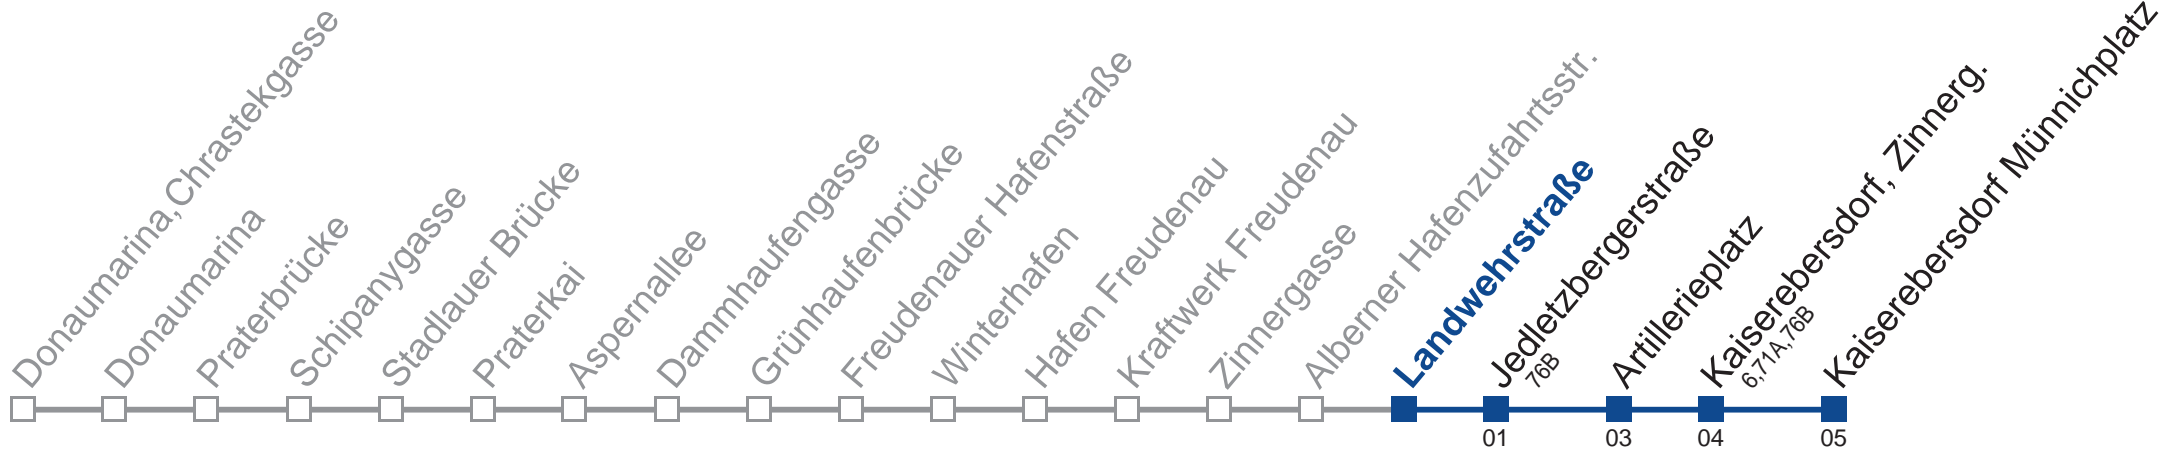 Donaumarina, Chrastekgasse
Donaumarina
Praterbrücke
Schipanygasse
Stadlauer Brücke
Praterkai
Aspernallee
Dammhaufengasse
Grünhaufenbrücke
Freudenauer Hafenstraße
Winterhafen
Hafen Freudenau
Kraftwerk Freudenau
Zinnergasse
Alberner Hafenzufahrtsstr.
Landwehrstraße
Jedletzbergerstraße
76B
Artillerieplatz
Kaiserebersdorf, Zinnerg.
6,71A,76B
Kaiserebersdorf Münnichplatz
01
03
04
05